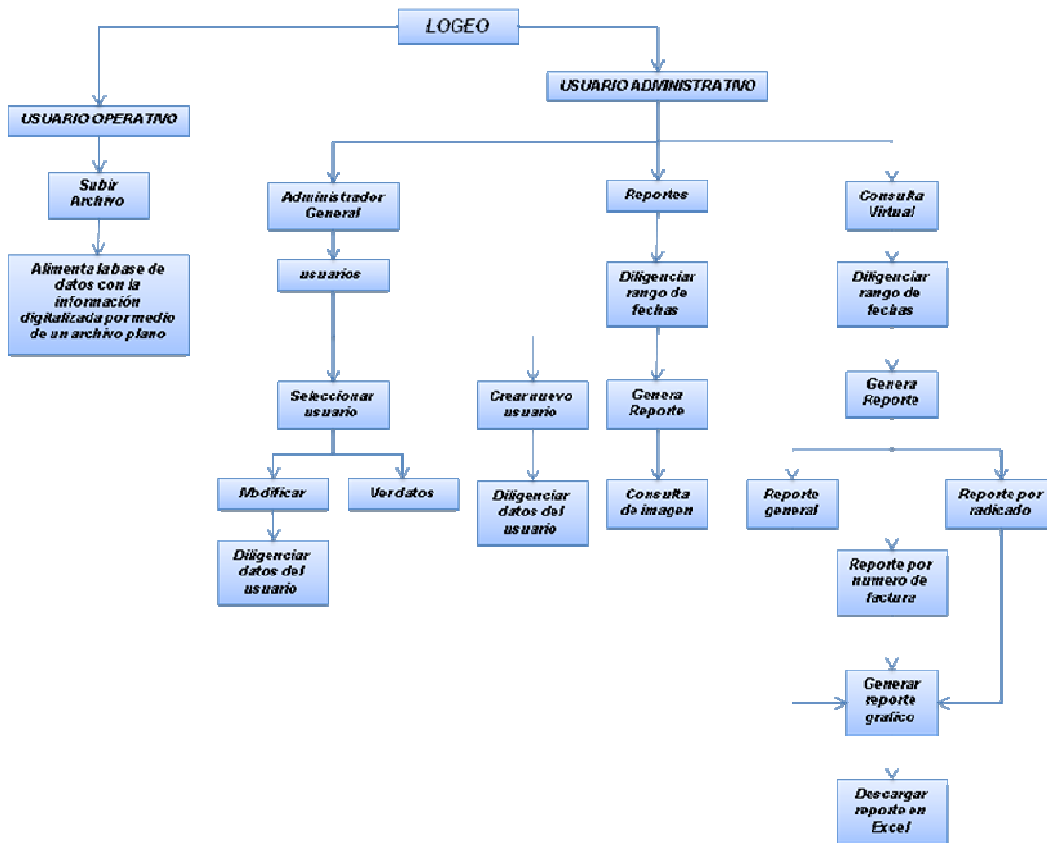 LOGEO
USUARIO ADMINISTRATIVO
USUARIO OPERATIVO
Subir
Archivo
Alimenta la base de
datos con la
información
digitalizada por medio
de un archivo plano
Administrador
General
usuarios
Seleccionar
usuario
Modificar
Ver datos
Diligenciar
datos del
usuario
Crear nuevo
usuario
Diligenciar
datos del
usuario
Reportes
Diligenciar
rango de
fechas
Genera
Reporte
Consulta
de imagen
Consulta
Virtual
Diligenciar
rango de
fechas
Genera
Reporte
Reporte
general
Reporte por
radicado
Reporte por
numero de
factura
Generar
reporte
grafico
Descargar
reporte en
Excel